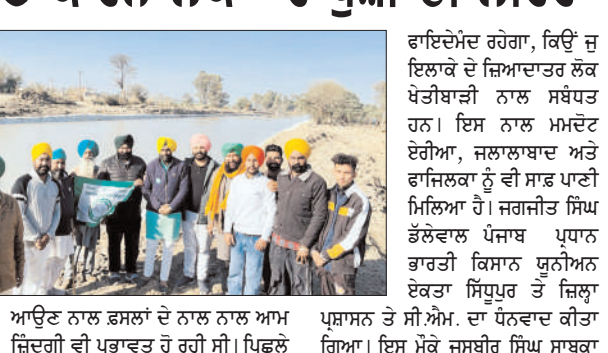 ਆਉਣ ਨਾਲ ਫ਼ਸਲਾਂ ਦੇ ਨਾਲ ਨਾਲ ਆਮ
ਜ਼ਿੰਦਗੀ ਵੀ ਪ੍ਰਭਾਵਤ ਹੋ ਰਹੀ ਸੀ। ਪਿਛਲੇ
ਫਾਇਦੇਮੰਦ ਰਹੇਗਾ, ਕਿਉਂ ਜੁ
ਇਲਾਕੇ ਦੇ ਜ਼ਿਆਦਾਤਰ ਲੋਕ
ਖੇਤੀਬਾੜੀ ਨਾਲ ਸਬੰਧਤ
ਹਨ। ਇਸ ਨਾਲ ਮਮਦੋਟ
ਏਰੀਆ, ਜਲਾਲਾਬਾਦ ਅਤੇ
ਫਾਜਿਲਕਾ ਨੂੰ ਵੀ ਸਾਫ਼ ਪਾਣੀ
ਮਿਲਿਆ ਹੈ। ਜਗਜੀਤ ਸਿੰਘ
ਡੱਲੇਵਾਲ ਪੰਜਾਬ ਪ੍ਰਧਾਨ
ਭਾਰਤੀ ਕਿਸਾਨ ਯੂਨੀਅਨ
ਏਕਤਾ ਸਿੱਧੂਪੁਰ ਤੇ ਜ਼ਿਲ੍ਹਾ
ਪ੍ਰਸ਼ਾਸਨ ਤੇ ਸੀ.ਐਮ. ਦਾ ਧੰਨਵਾਦ ਕੀਤਾ
ਗਿਆ। ਇਸ ਮੌਕੇ ਜਸਬੀਰ ਸਿੰਘ ਸਾਬਕਾ